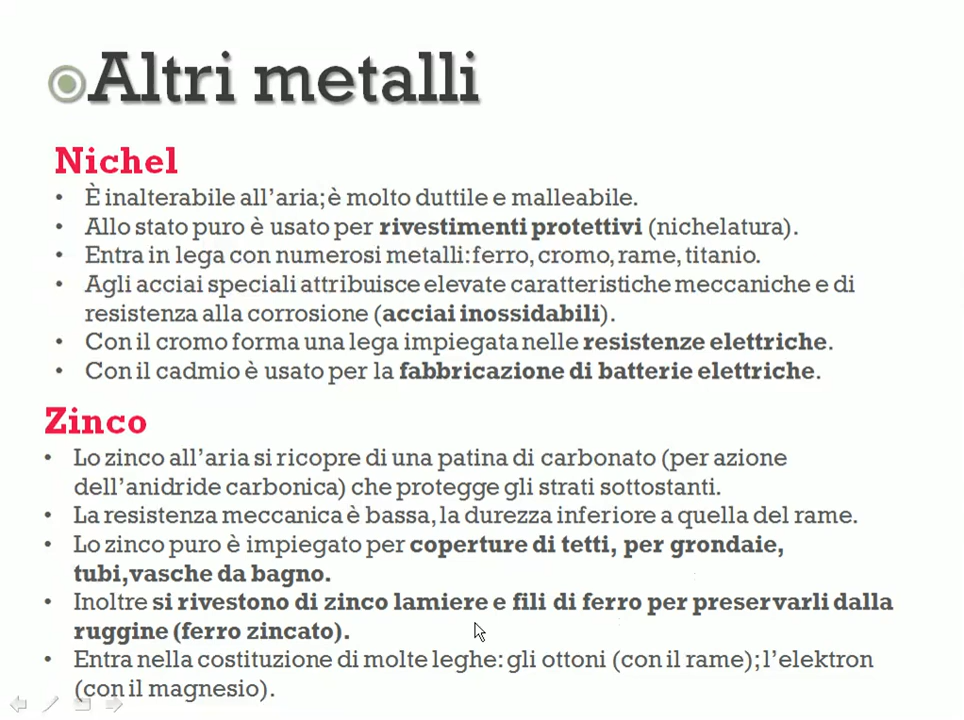 Altri metalli
Nichel
• È inalterabile all'aria; è molto duttile e malleabile.
• Allo stato puro è usato per rivestimenti protettivi (nichelatura).
• Entra in lega con numerosi metalli: ferro, cromo, rame, titanio.
• Agli acciai speciali attribuisce elevate caratteristiche meccaniche e di
resistenza alla corrosione (acciai inossidabili).
• Con il cromo forma una lega impiegata nelle resistenze elettriche.
• Con il cadmio è usato per la fabbricazione di batterie elettriche.
Zinco
• Lo zinco all'aria si ricopre di una patina di carbonato (per azione
dell'anidride carbonica) che protegge gli strati sottostanti.
• La resistenza meccanica è bassa, la durezza inferiore a quella del rame.
• Lo zinco puro è impiegato per coperture di tetti, per grondaie,
tubi,vasche da bagno.
• Inoltre si rivestono di zinco lamiere e fili di ferro per preservarli dalla
ruggine (ferro zincato).
• Entra nella costituzione di molte leghe: gli ottoni (con il rame); l'elektron
(con il magnesio).